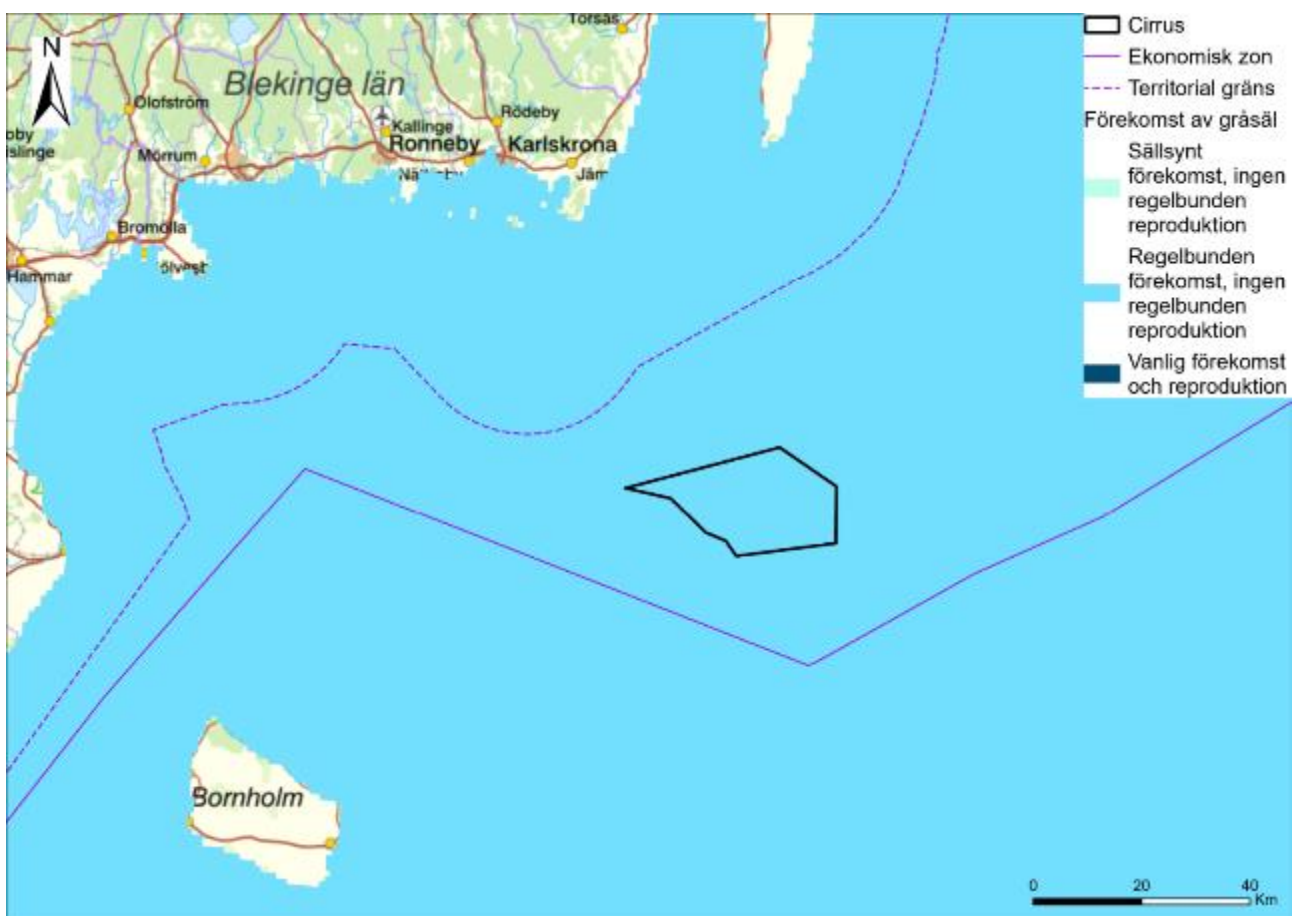 N
Torsås
Blekinge län
Olofström
Rödeby
Kallinge
Ronneby
Karlskrona
Mörrum
Jäm
Bromölla
Hammar
Bornholm
Cirrus
Ekonomisk zon
Territorial gräns
Förekomst av gråsäl
Sällsynt
förekomst, ingen
regelbunden
reproduktion
Regelbunden
förekomst, ingen
regelbunden
reproduktion
Vanlig förekomst
och reproduktion
0 20 40
Km